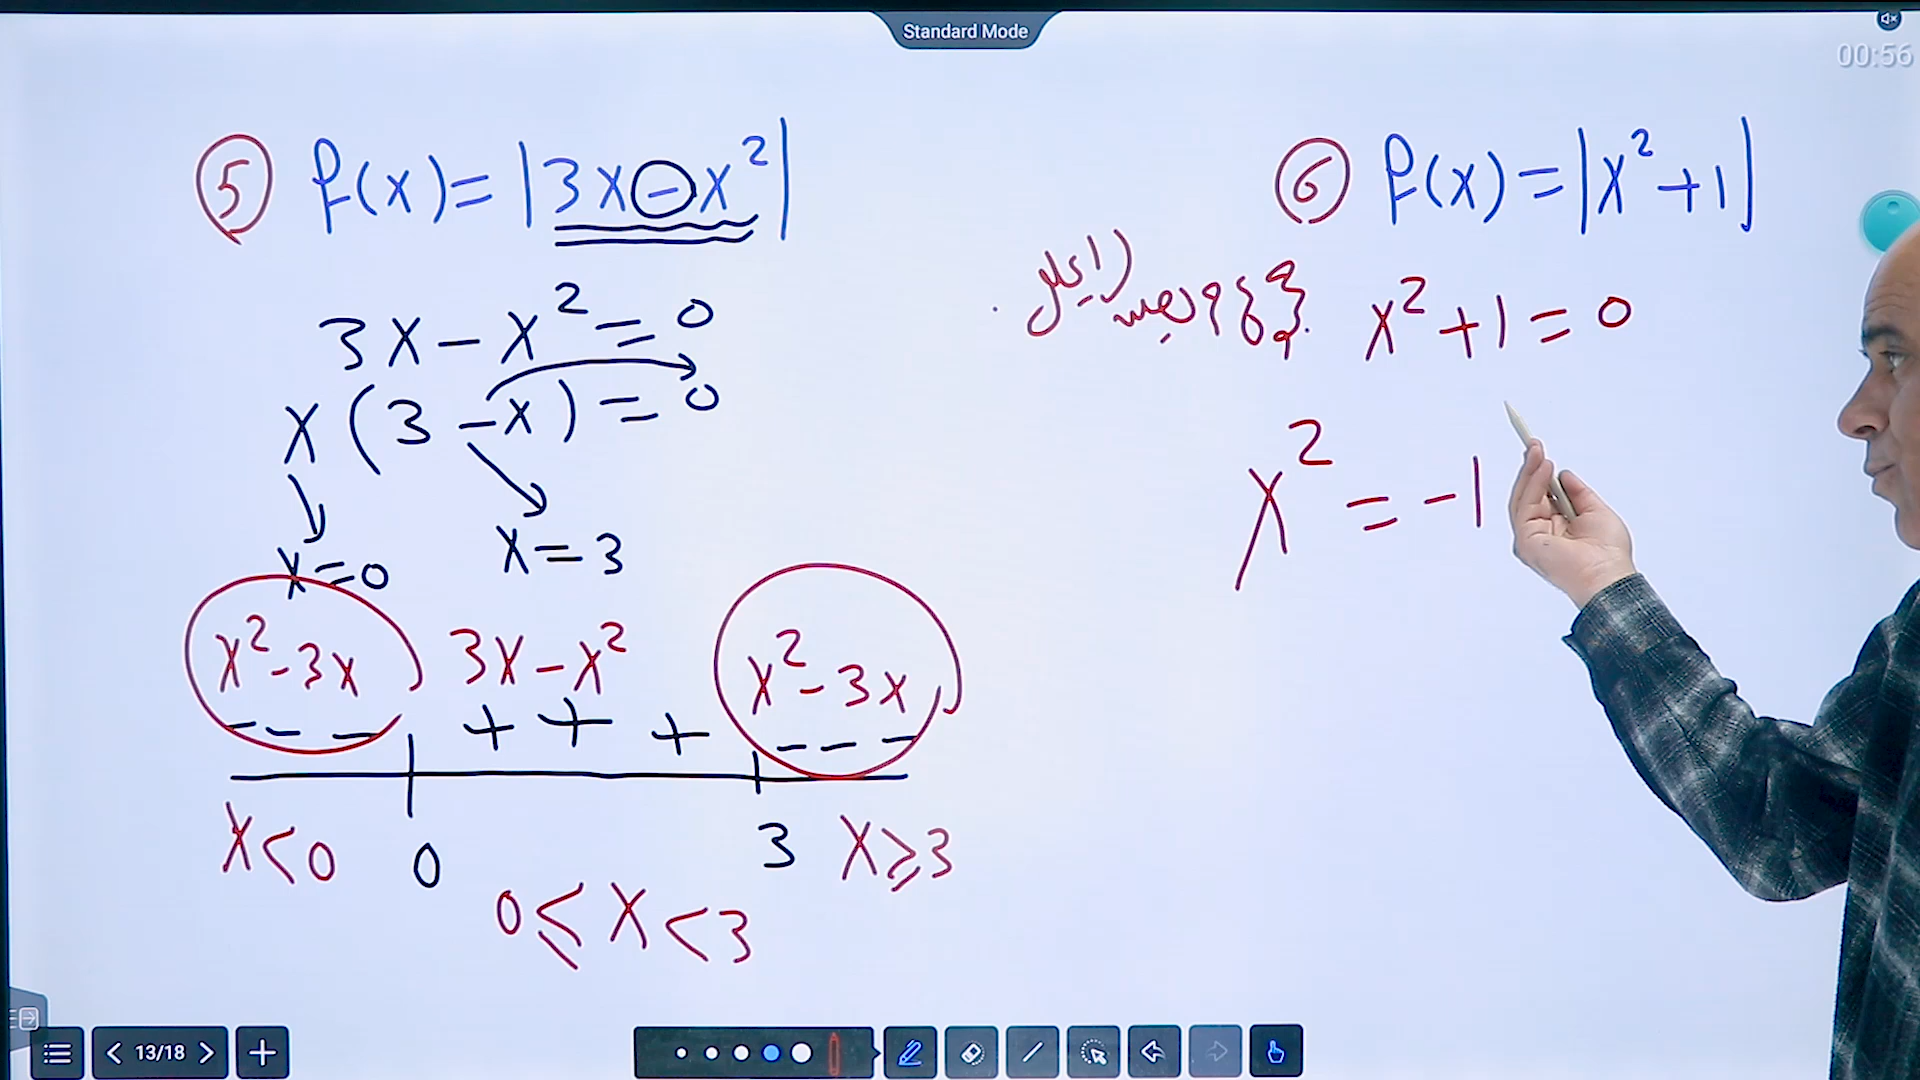 Standard Mode
00:56
⑤ f(x) = |3x - x²|
3x - x² = 0
x(3 - x) = 0
x = 0
x = 3
x² - 3x
3x - x²
x² - 3x
- - -
+ + +
- - -
0
3
x < 0
0 ≤ x < 3
x ≥ 3
⑥ f(x) = |x² + 1|
x² + 1 = 0
x² = -1
13/18